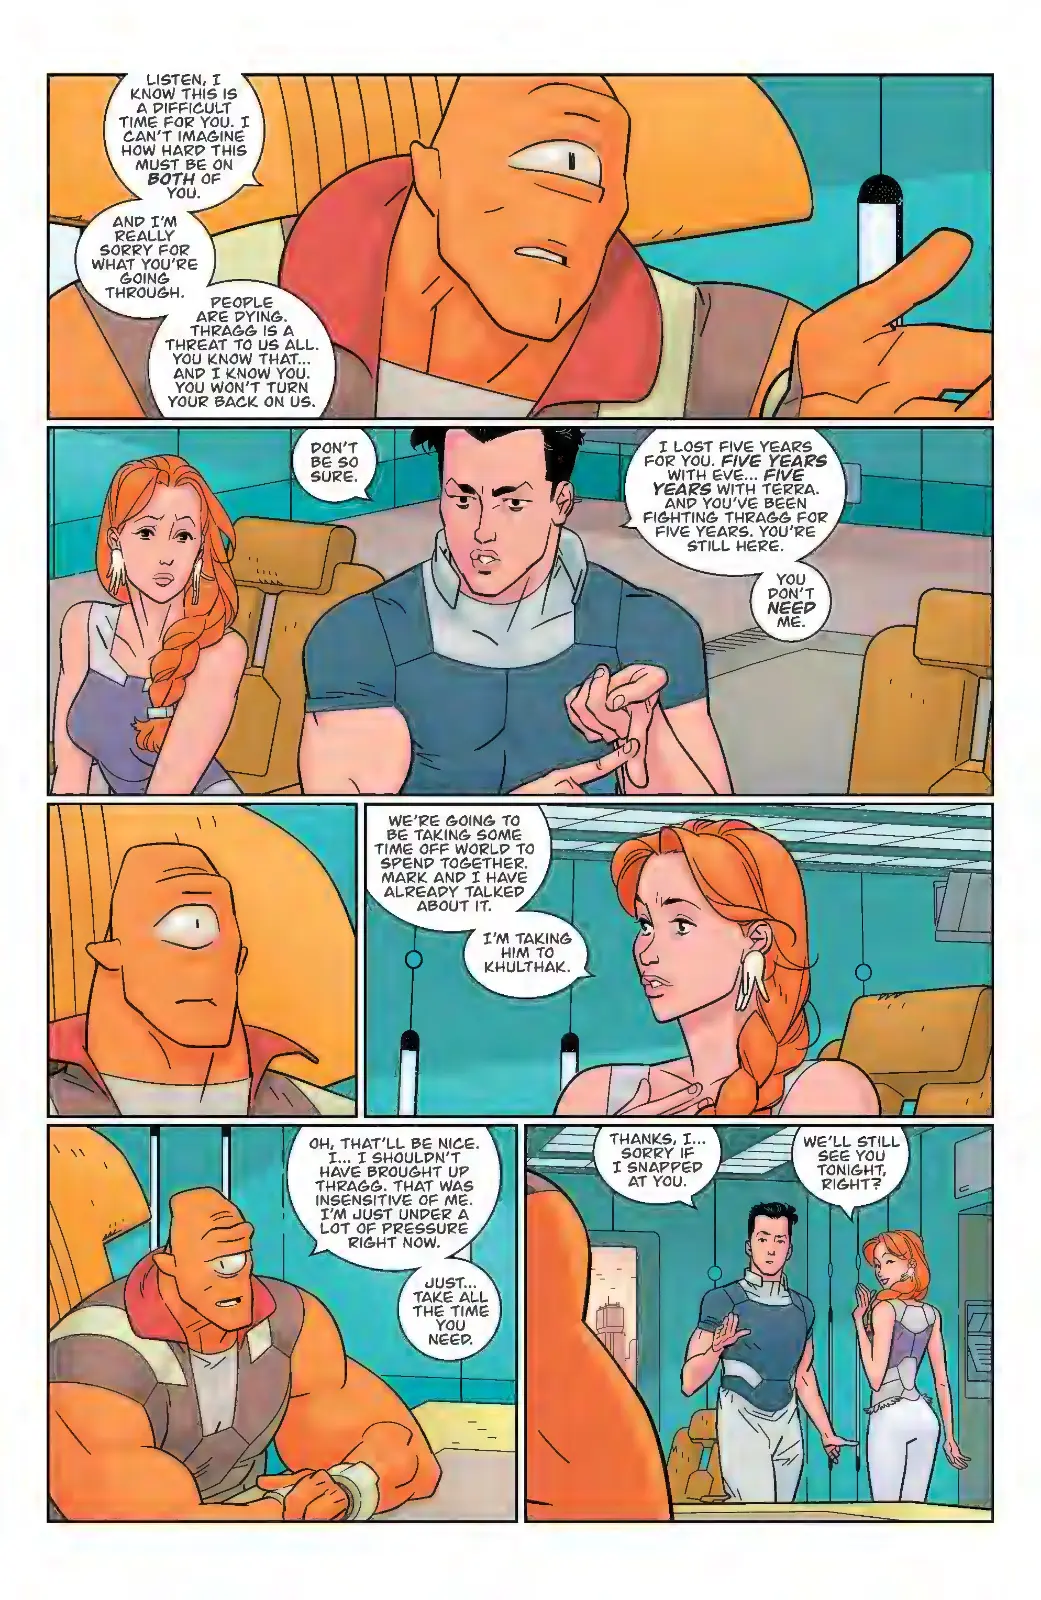 LISTEN, I
KNOW THIS IS
A DIFFICULT
TIME FOR YOU. I
CAN'T IMAGINE
HOW HARD THIS
MUST BE ON
BOTH OF
YOU.
AND I'M
REALLY
SORRY FOR
WHAT YOU'RE
GOING
THROUGH.
PEOPLE
ARE DYING.
THRAGG IS A
THREAT TO US ALL.
YOU KNOW THAT...
AND I KNOW YOU.
YOU WON'T TURN
YOUR BACK ON US.
DON'T
BE SO
SURE.
I LOST FIVE YEARS
FOR YOU. FIVE YEARS
WITH EVE... FIVE
YEARS WITH TERRA.
AND YOU'VE BEEN
FIGHTING THRAGG FOR
FIVE YEARS. YOU'RE
STILL HERE.
YOU
DON'T
NEED
ME.
WE'RE GOING TO
BE TAKING SOME
TIME OFF WORLD TO
SPEND TOGETHER.
MARK AND I HAVE
ALREADY TALKED
ABOUT IT.
I'M TAKING
HIM TO
KHULTHAK.
OH, THAT'LL BE NICE.
I... I SHOULDN'T
HAVE BROUGHT UP
THRAGG. THAT WAS
INSENSITIVE OF ME.
I'M JUST UNDER A
LOT OF PRESSURE
RIGHT NOW.
JUST...
TAKE ALL
THE TIME
YOU
NEED.
THANKS, I...
SORRY IF
I SNAPPED
AT YOU.
WE'LL STILL
SEE YOU
TONIGHT,
RIGHT?